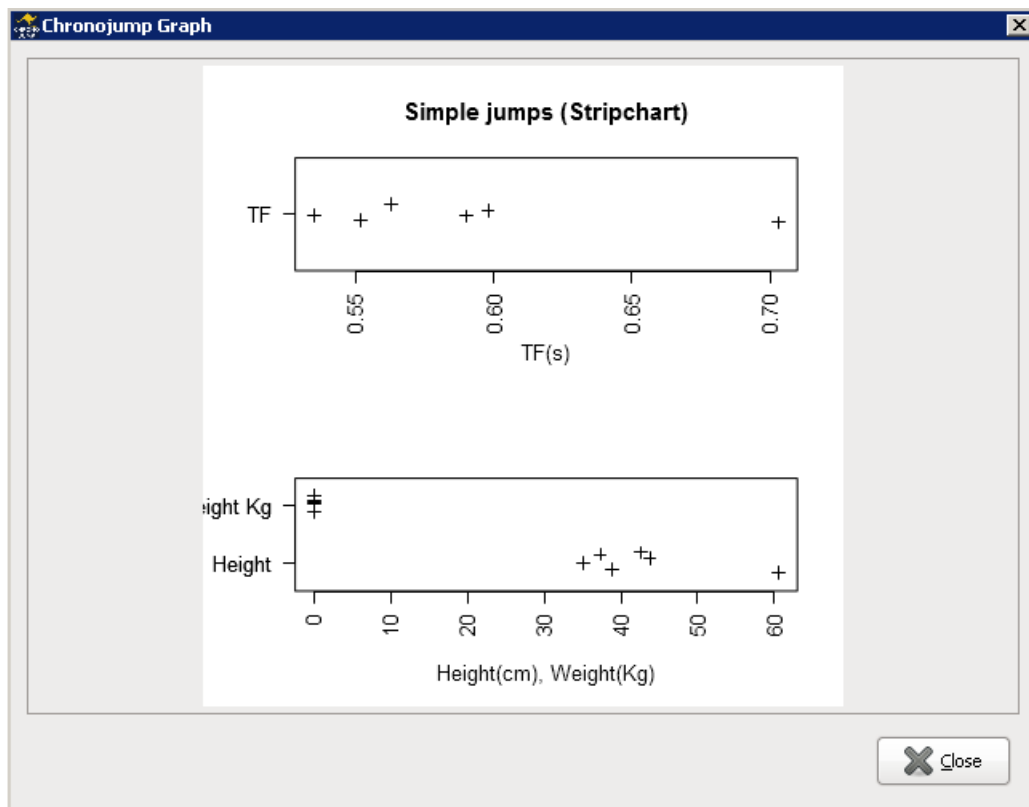 Chronojump Graph
Simple jumps (Stripchart)
TF
0.55 0.60 0.65 0.70
TF(s)
eight Kg
Height
0 10 20 30 40 50 60
Height(cm), Weight(Kg)
Close